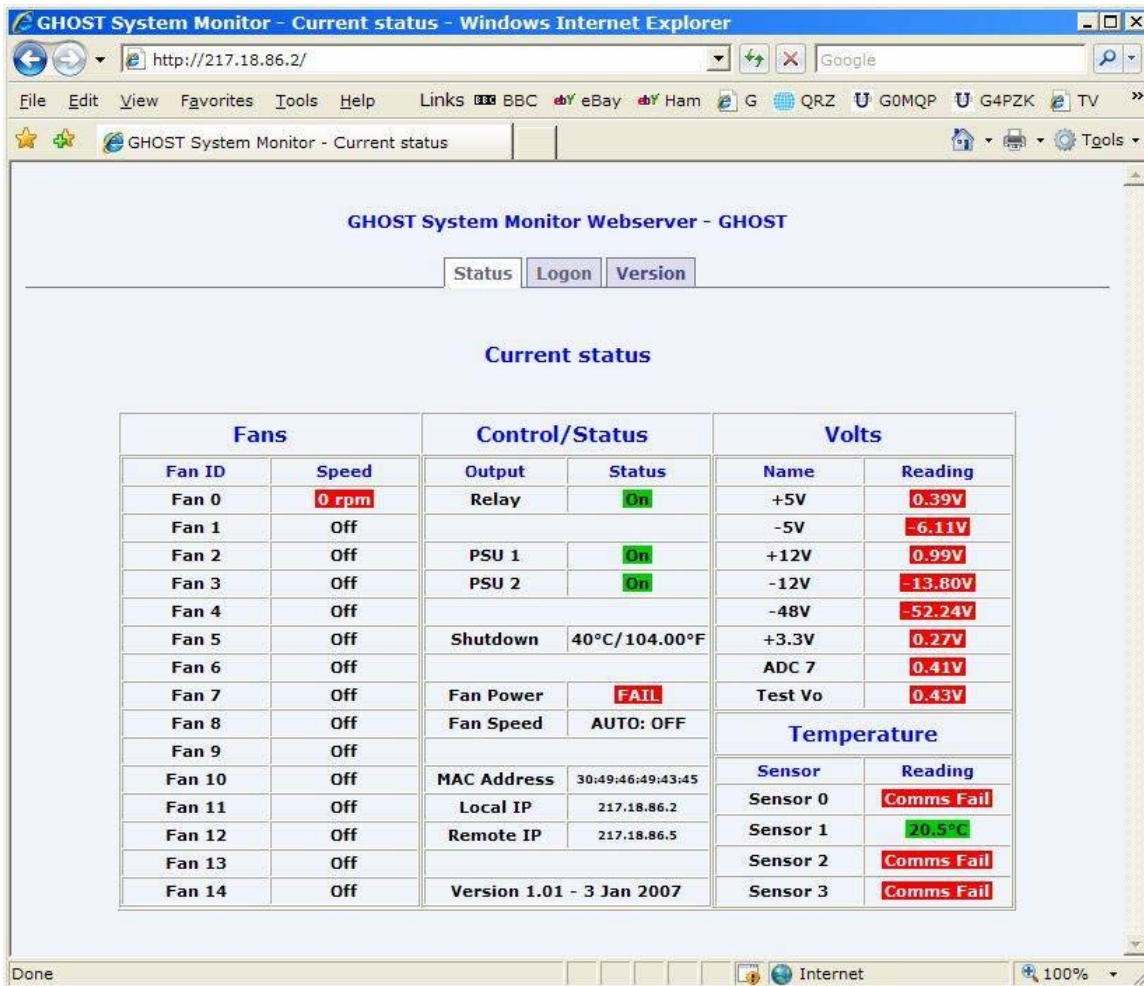 GHOST System Monitor - Current status - Windows Internet Explorer
http://217.18.86.2/
Google
File Edit View Favorites Tools Help Links BBC BBC ebY eBay ebY Ham G QRZ U G0MQP U G4PZK TV »
GHOST System Monitor - Current status
Tools
GHOST System Monitor Webserver - GHOST
Status Logon Version
Current status
Fans Control/Status Volts
Fan ID Speed Output Status Name Reading
Fan 0 0 rpm Relay On +5V 0.39V
Fan 1 Off -5V -6.11V
Fan 2 Off PSU 1 On +12V 0.99V
Fan 3 Off PSU 2 On -12V -13.80V
Fan 4 Off -48V -52.24V
Fan 5 Off Shutdown 40°C/104.00°F +3.3V 0.27V
Fan 6 Off ADC 7 0.41V
Fan 7 Off Fan Power FAIL Test Vo 0.43V
Fan 8 Off Fan Speed AUTO: OFF
Temperature
Fan 9 Off
Fan 10 Off MAC Address 30:49:46:49:43:45 Sensor Reading
Fan 11 Off Local IP 217.18.86.2 Sensor 0 Comms Fail
Fan 12 Off Remote IP 217.18.86.5 Sensor 1 20.5°C
Fan 13 Off Sensor 2 Comms Fail
Fan 14 Off Version 1.01 - 3 Jan 2007 Sensor 3 Comms Fail
Done Internet 100%